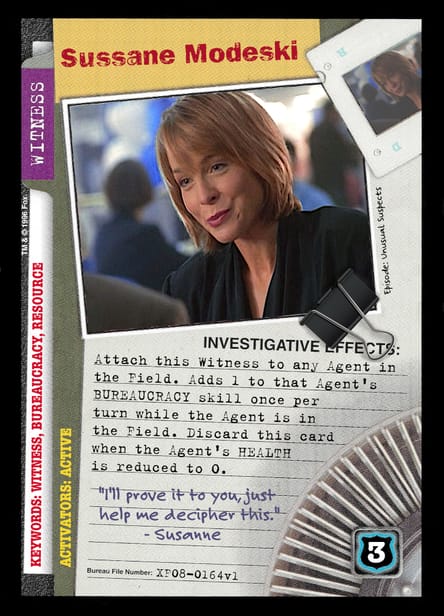 Sussane Modeski
WITNESS
TM & © 1996 Fox.
KEYWORDS: WITNESS, BUREAUCRACY, RESOURCE
ACTIVATORS: ACTIVE
Episode: Unusual Suspects
INVESTIGATIVE EFFECTS:
Attach this Witness to any Agent in
the Field. Adds 1 to that Agent's
BUREAUCRACY skill once per
turn while the Agent is in
the Field. Discard this card
when the Agent's HEALTH
is reduced to 0.
"I'll prove it to you, just
help me decipher this."
- Susanne
Bureau File Number: XF08-0164v1
3